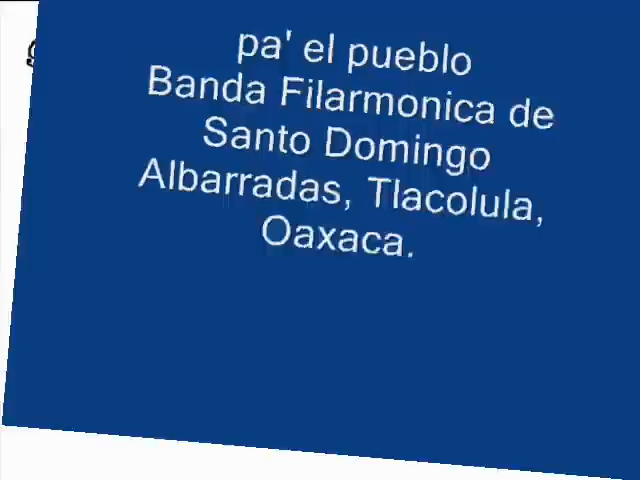 pa' el pueblo
Banda Filarmonica de
Santo Domingo
Albarradas, Tlacolula,
Oaxaca.